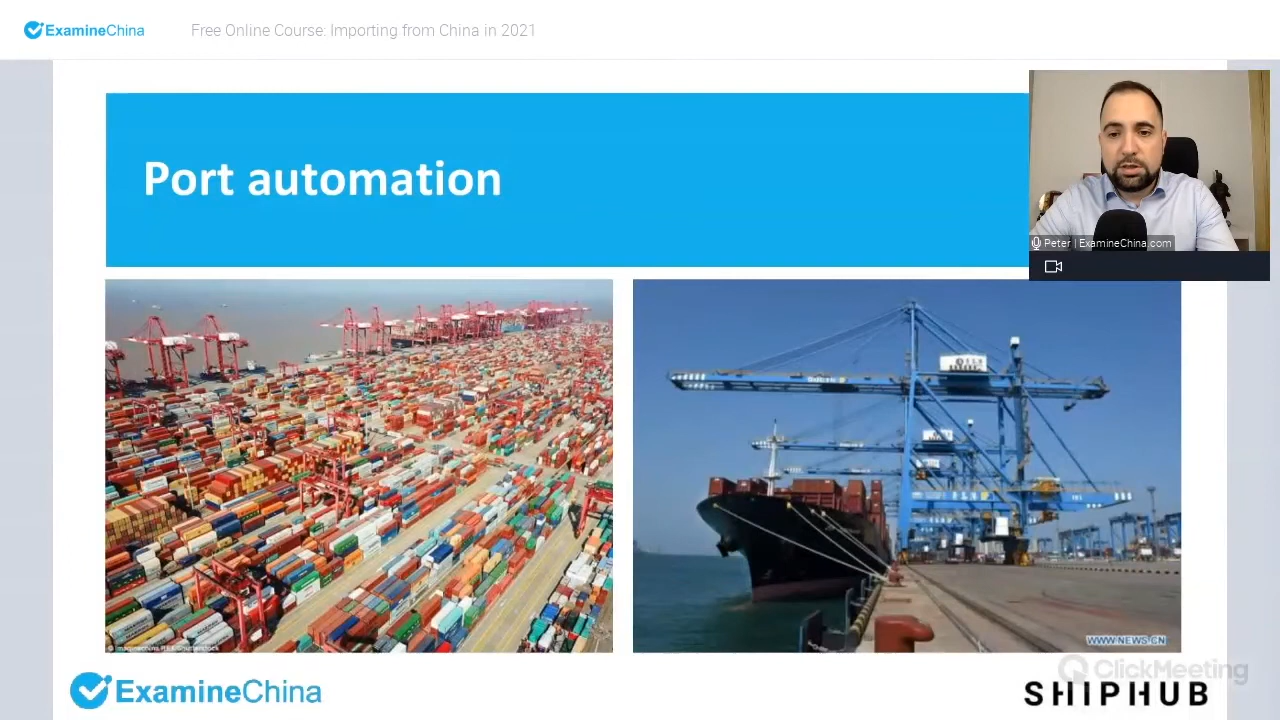 ExamineChina
Free Online Course: Importing from China in 2021
Port automation
Peter | ExamineChina.com
WWW.NEWS.CN
ClickMeeting
ExamineChina
SHIPHUB